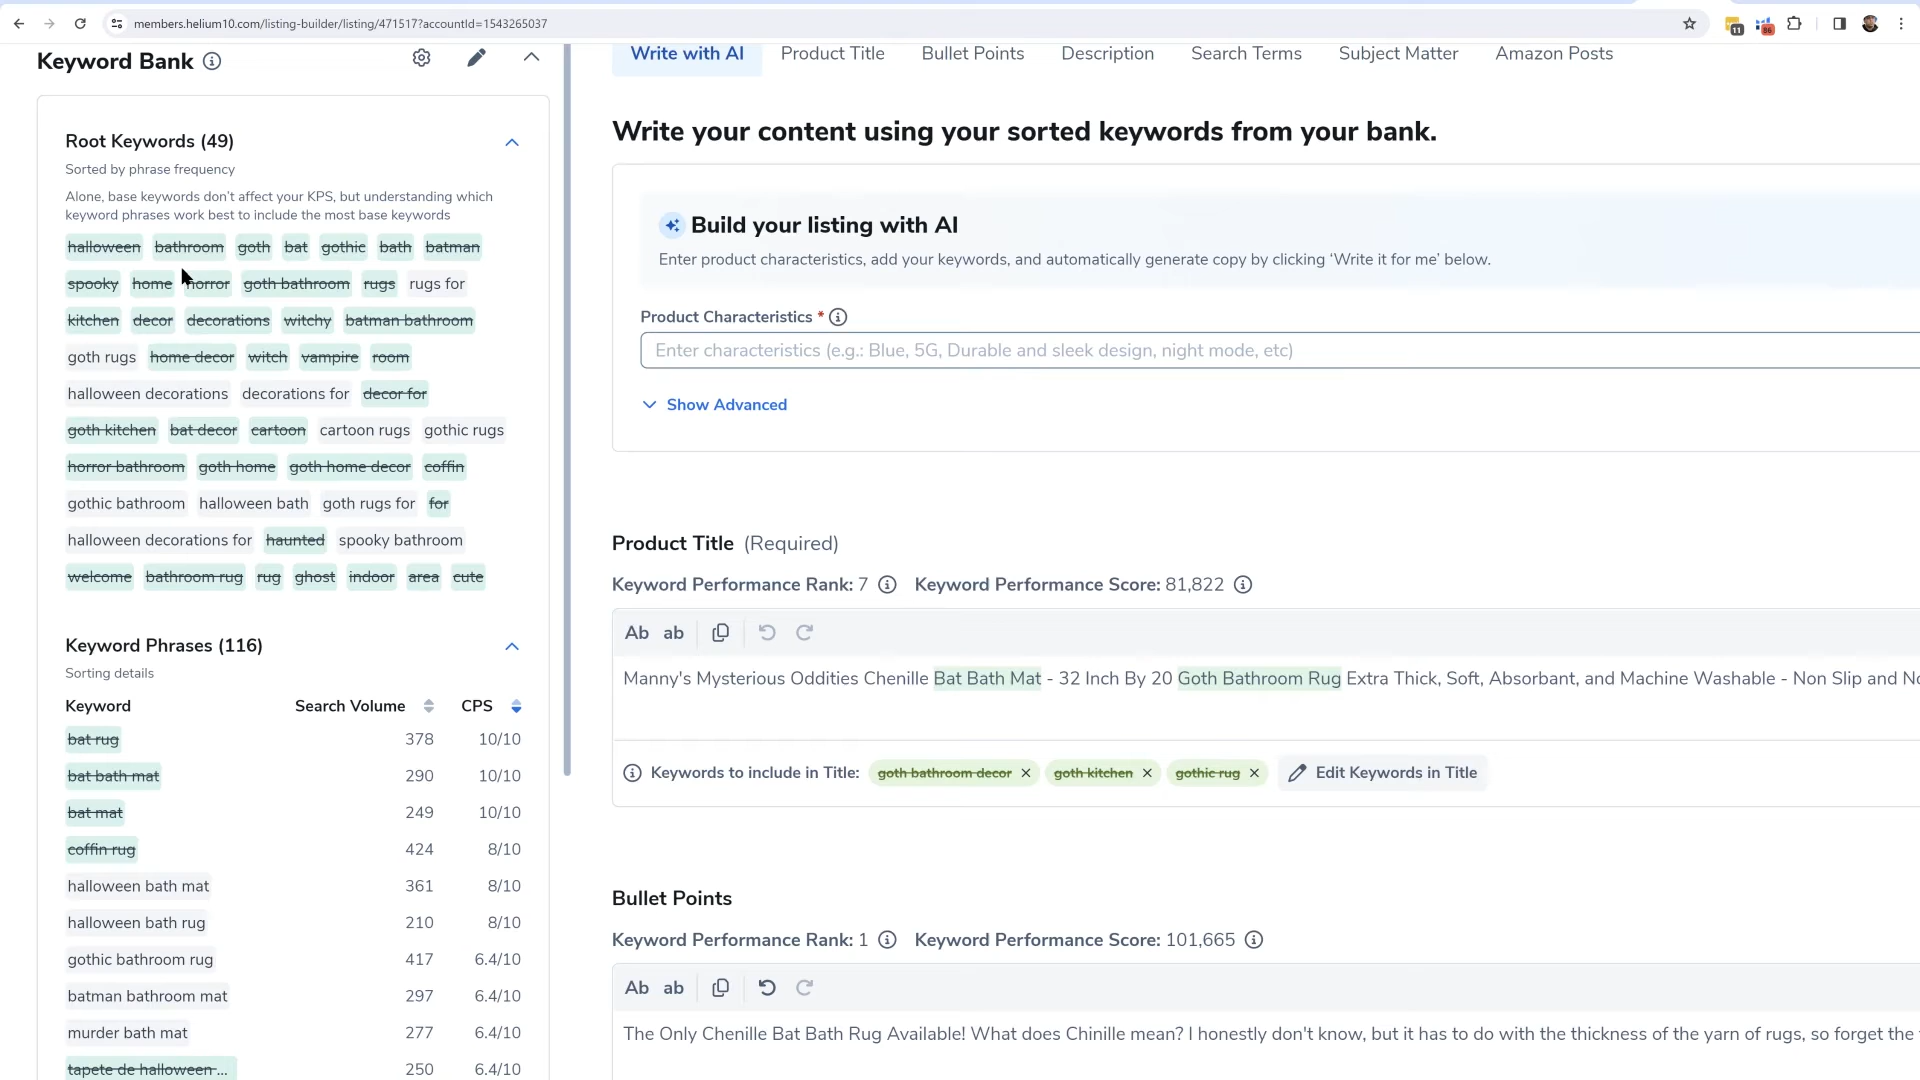 members.helium10.com/listing-builder/listing/471517?accountId=1543265037
11
86
Keyword Bank
Write with AI Product Title Bullet Points Description Search Terms Subject Matter Amazon Posts
Root Keywords (49)
Sorted by phrase frequency
Alone, base keywords don't affect your KPS, but understanding which
keyword phrases work best to include the most base keywords
halloween bathroom goth bat gothic bath batman
spooky home horror goth bathroom rugs rugs for
kitchen decor decorations witchy batman bathroom
goth rugs home decor witch vampire room
halloween decorations decorations for decor for
goth kitchen bat decor cartoon cartoon rugs gothic rugs
horror bathroom goth home goth home decor coffin
gothic bathroom halloween bath goth rugs for for
halloween decorations for haunted spooky bathroom
welcome bathroom rug rug ghost indoor area cute
Keyword Phrases (116)
Sorting details
Keyword Search Volume CPS
bat rug 378 10/10
bat bath mat 290 10/10
bat mat 249 10/10
coffin rug 424 8/10
halloween bath mat 361 8/10
halloween bath rug 210 8/10
gothic bathroom rug 417 6.4/10
batman bathroom mat 297 6.4/10
murder bath mat 277 6.4/10
tapete de halloween ... 250 6.4/10
Write your content using your sorted keywords from your bank.
Build your listing with AI
Enter product characteristics, add your keywords, and automatically generate copy by clicking 'Write it for me' below.
Product Characteristics *
Enter characteristics (e.g.: Blue, 5G, Durable and sleek design, night mode, etc)
Show Advanced
Product Title (Required)
Keyword Performance Rank: 7 Keyword Performance Score: 81,822
Ab ab
Manny's Mysterious Oddities Chenille Bat Bath Mat - 32 Inch By 20 Goth Bathroom Rug Extra Thick, Soft, Absorbant, and Machine Washable - Non Slip and No
Keywords to include in Title: goth bathroom decor × goth kitchen × gothic rug × Edit Keywords in Title
Bullet Points
Keyword Performance Rank: 1 Keyword Performance Score: 101,665
Ab ab
The Only Chenille Bat Bath Rug Available! What does Chinille mean? I honestly don't know, but it has to do with the thickness of the yarn of rugs, so forget the